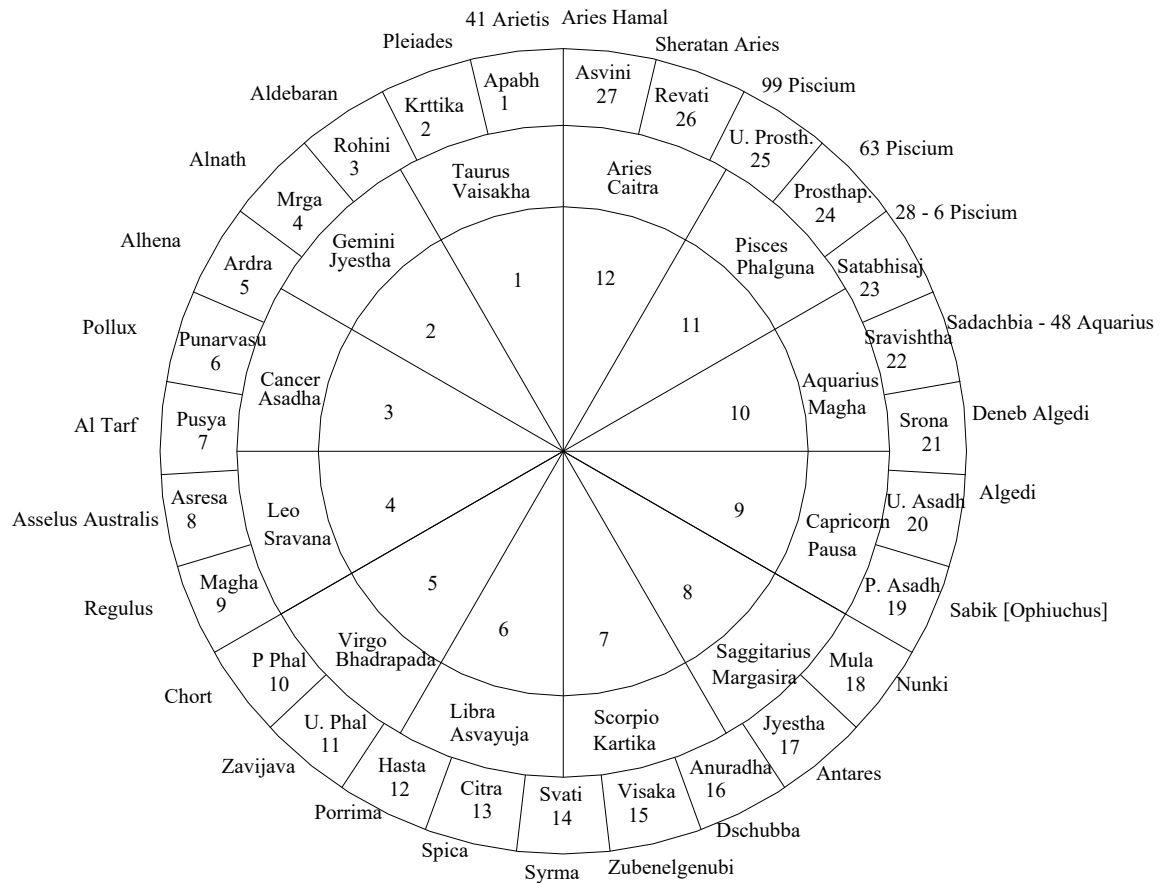 41 Arietis
Aries Hamal
Sheratan Aries
99 Piscium
63 Piscium
28 - 6 Piscium
Sadachbia - 48 Aquarius
Deneb Algedi
Algedi
Sabik [Ophiuchus]
Nunki
Antares
Dschubba
Zubenelgenubi
Syrma
Spica
Porrima
Zavijava
Chort
Regulus
Asselus Australis
Al Tarf
Pollux
Alhena
Alnath
Aldebaran
Pleiades
Apabh
1
Krttika
2
Rohini
3
Mrga
4
Ardra
5
Punarvasu
6
Pusya
7
Asresa
8
Magha
9
P Phal
10
U. Phal
11
Hasta
12
Citra
13
Svati
14
Visaka
15
Anuradha
16
Jyestha
17
Mula
18
P. Asadh
19
U. Asadh
20
Srona
21
Sravishtha
22
Satabhisaj
23
Prosthap.
24
U. Prosth.
25
Revati
26
Asvini
27
Taurus
Vaisakha
Gemini
Jyestha
Cancer
Asadha
Leo
Sravana
Virgo
Bhadrapada
Libra
Asvayuja
Scorpio
Kartika
Saggitarius
Margasira
Capricorn
Pausa
Aquarius
Magha
Pisces
Phalguna
Aries
Caitra
1
2
3
4
5
6
7
8
9
10
11
12